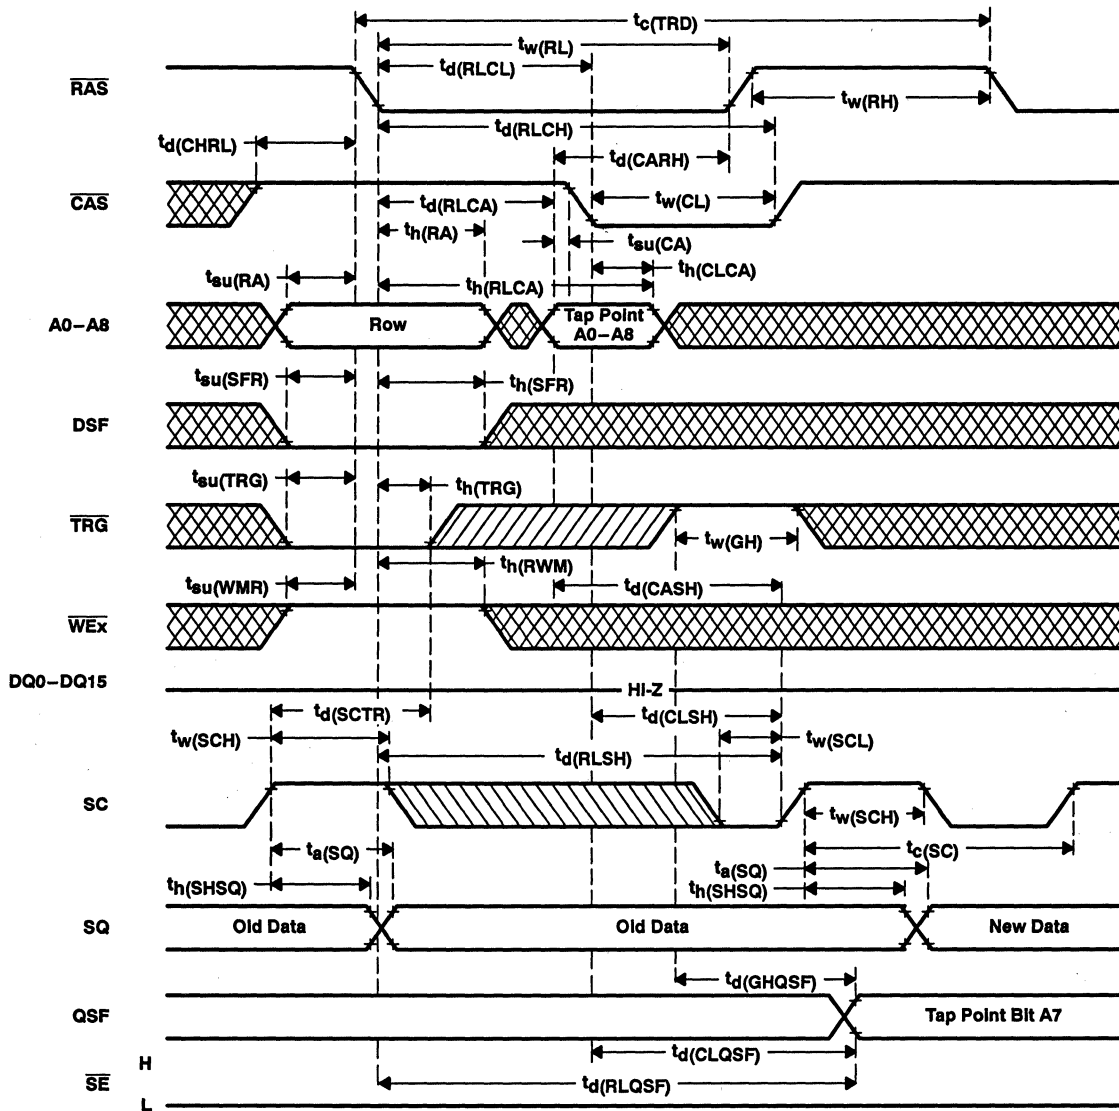 tc(TRD)
tw(RL)
td(RLCL)
RAS
tw(RH)
td(RLCH)
td(CHRL)
td(CARH)
CAS
td(RLCA)
tw(CL)
th(RA)
tsu(CA)
tsu(RA)
th(RLCA)
th(CLCA)
A0–A8
Row
Tap Point
A0–A8
tsu(SFR)
th(SFR)
DSF
tsu(TRG)
th(TRG)
TRG
tw(GH)
th(RWM)
tsu(WMR)
td(CASH)
WEx
DQ0–DQ15
HI-Z
td(SCTR)
td(CLSH)
tw(SCH)
td(RLSH)
tw(SCL)
SC
tw(SCH)
tc(SC)
ta(SQ)
ta(SQ)
th(SHSQ)
th(SHSQ)
SQ
Old Data
Old Data
New Data
td(GHQSF)
QSF
Tap Point Bit A7
td(CLQSF)
H
SE
td(RLQSF)
L